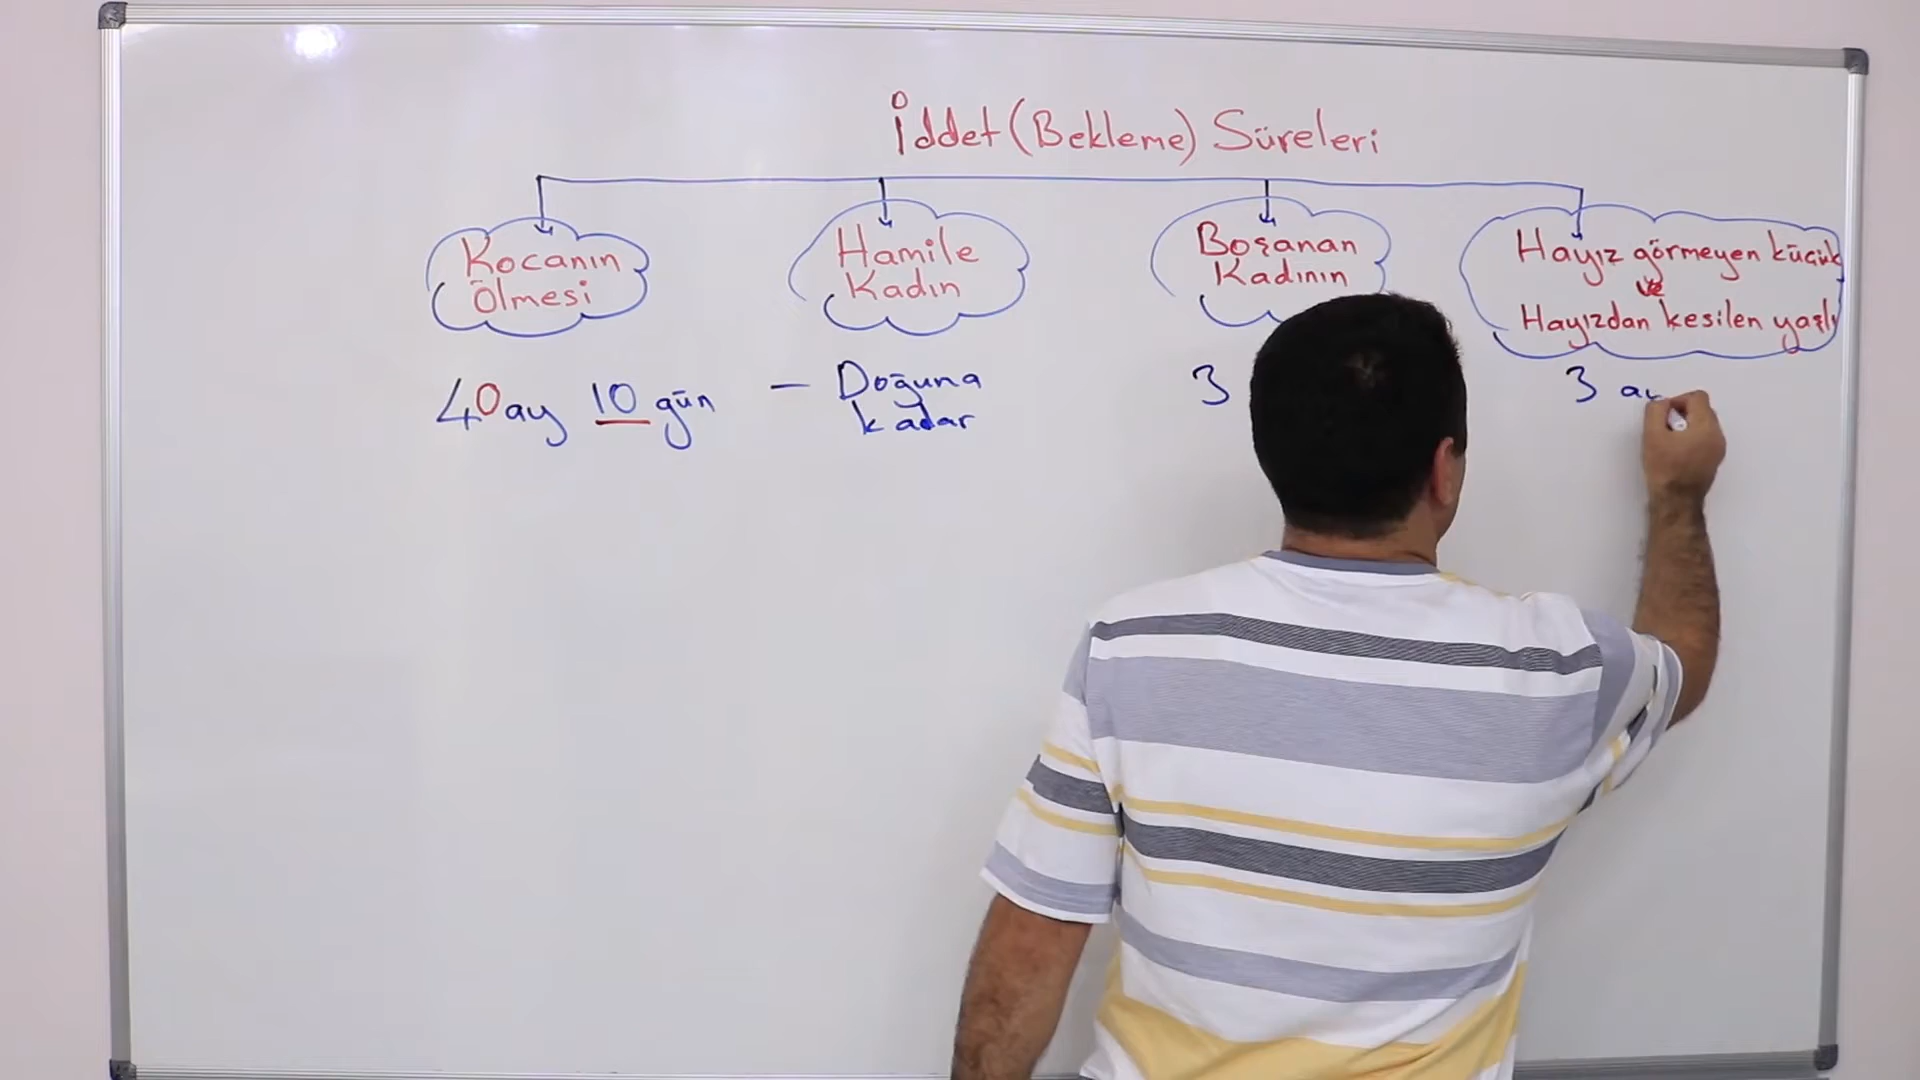 İddet (Bekleme) Süreleri
Kocanın
Ölmesi
Hamile
Kadın
Boşanan
Kadının
Hayız görmeyen küçük
ve
Hayızdan kesilen yaşlı
40 ay 10 gün
– Doğuna
kadar
3
3 ay